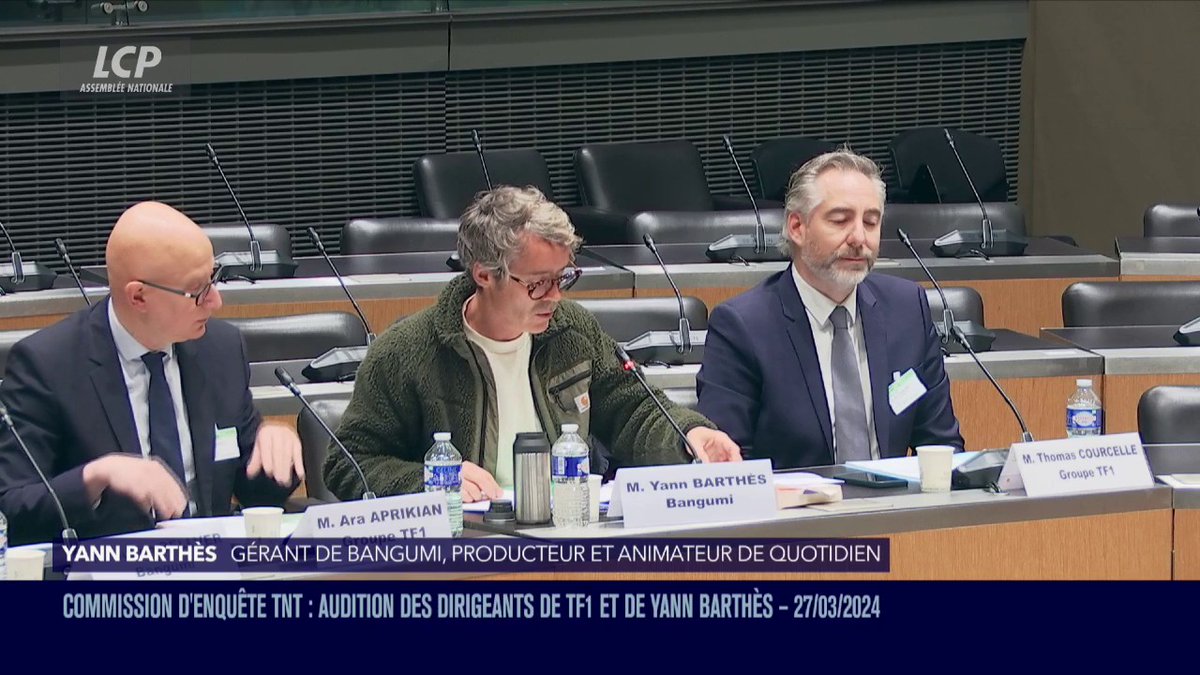 LCP
ASSEMBLÉE NATIONALE
M. Thomas COURCELLE
Groupe TF1
M. Yann BARTHÈS
Bangumi
M. Ara APRIKIAN
Groupe TF1
YANN BARTHÈS GÉRANT DE BANGUMI, PRODUCTEUR ET ANIMATEUR DE QUOTIDIEN
COMMISSION D'ENQUÊTE TNT : AUDITION DES DIRIGEANTS DE TF1 ET DE YANN BARTHÈS – 27/03/2024